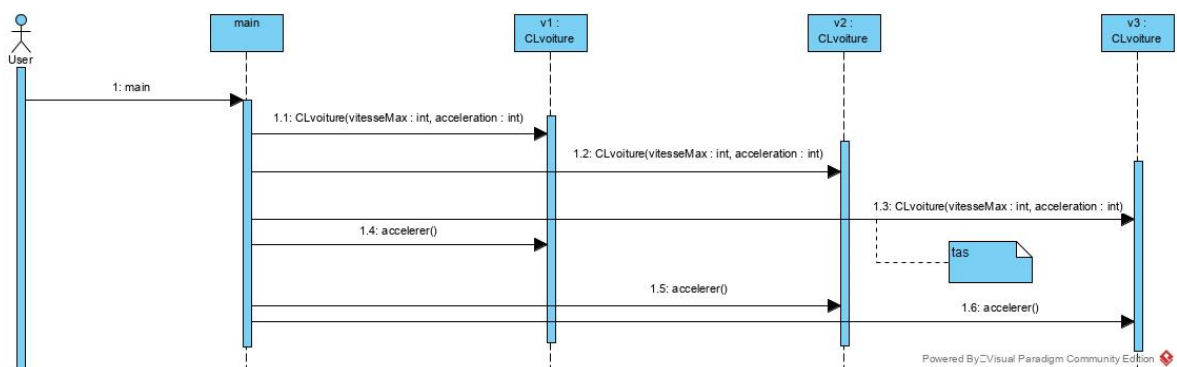 main
v1 :
CLvoiture
v2 :
CLvoiture
v3 :
CLvoiture
User
1: main
1.1: CLvoiture(vitesseMax : int, acceleration : int)
1.2: CLvoiture(vitesseMax : int, acceleration : int)
1.3: CLvoiture(vitesseMax : int, acceleration : int)
1.4: accelerer()
tas
1.5: accelerer()
1.6: accelerer()
Powered By Visual Paradigm Community Edition